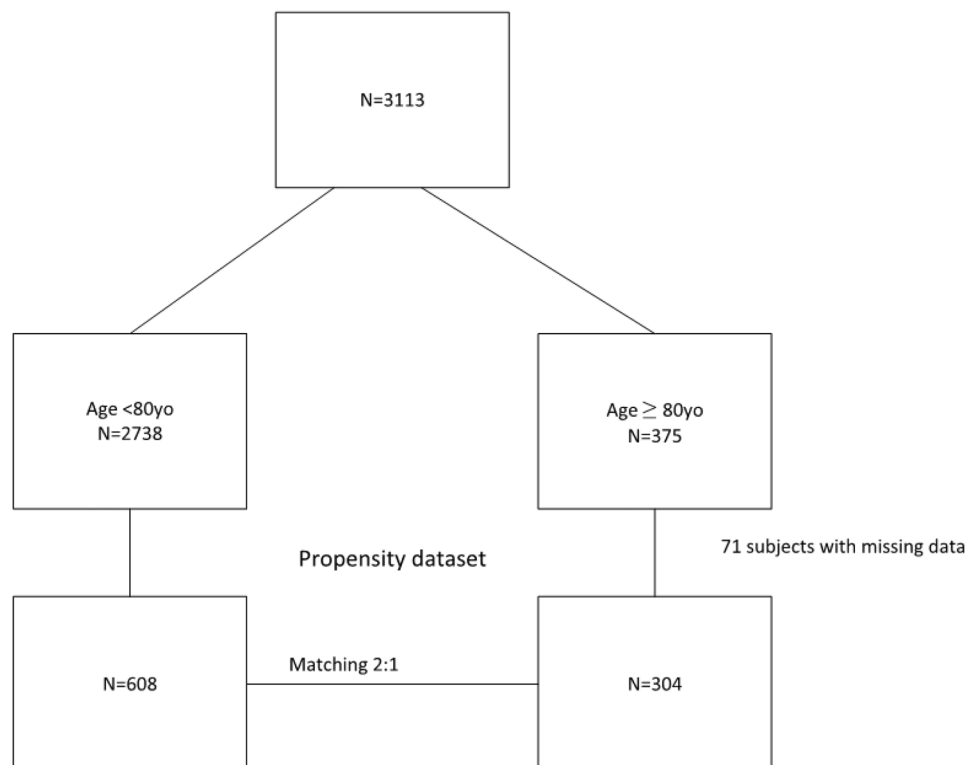 N=3113
Age <80yo
N=2738
Age ≥ 80yo
N=375
71 subjects with missing data
Propensity dataset
Matching 2:1
N=608
N=304